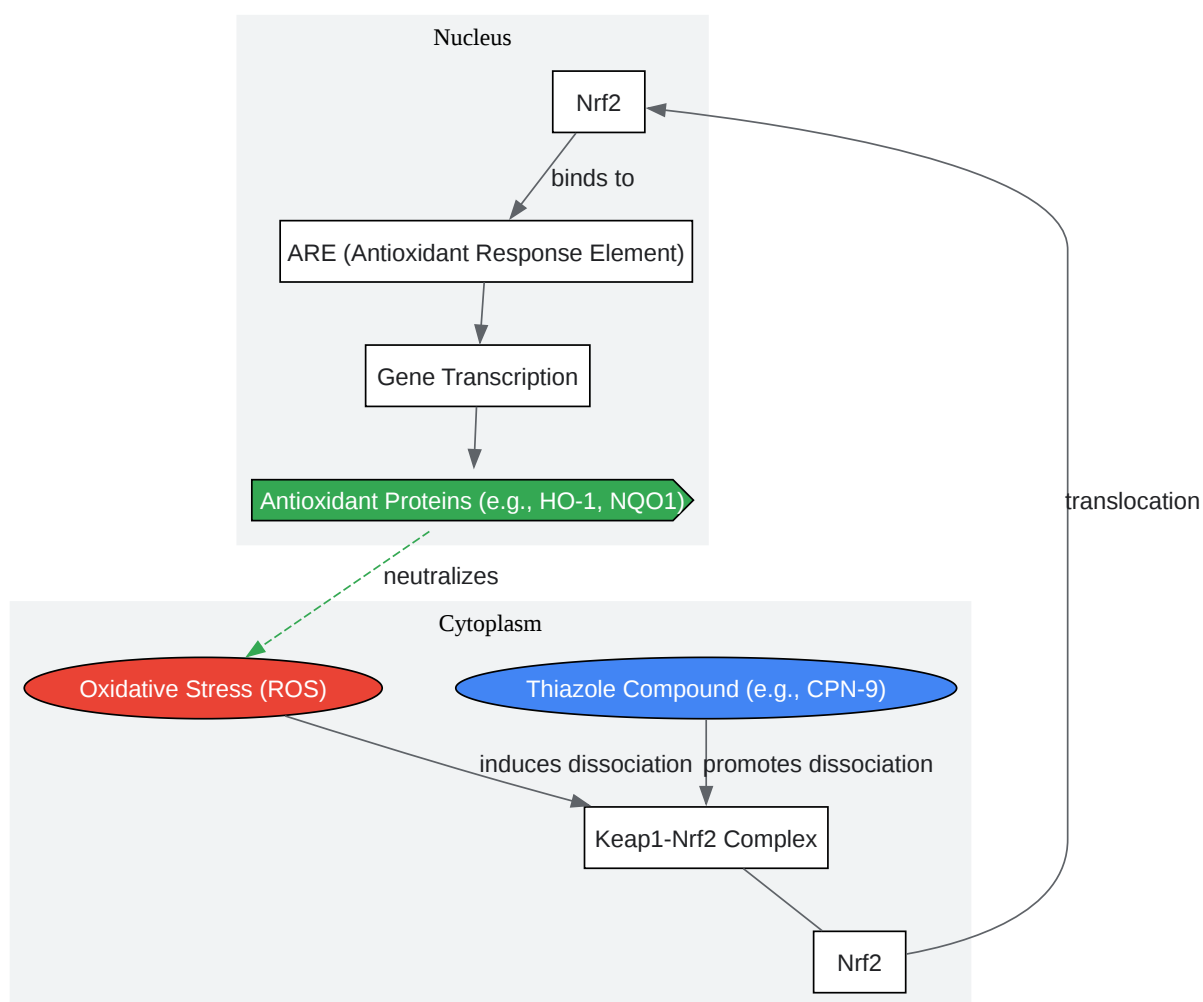 Nucleus
Nrf2
binds to
ARE (Antioxidant Response Element)
Gene Transcription
Antioxidant Proteins (e.g., HO-1, NQO1)
translocation
neutralizes
Cytoplasm
Oxidative Stress (ROS)
Thiazole Compound (e.g., CPN-9)
induces dissociation
promotes dissociation
Keap1-Nrf2 Complex
Nrf2